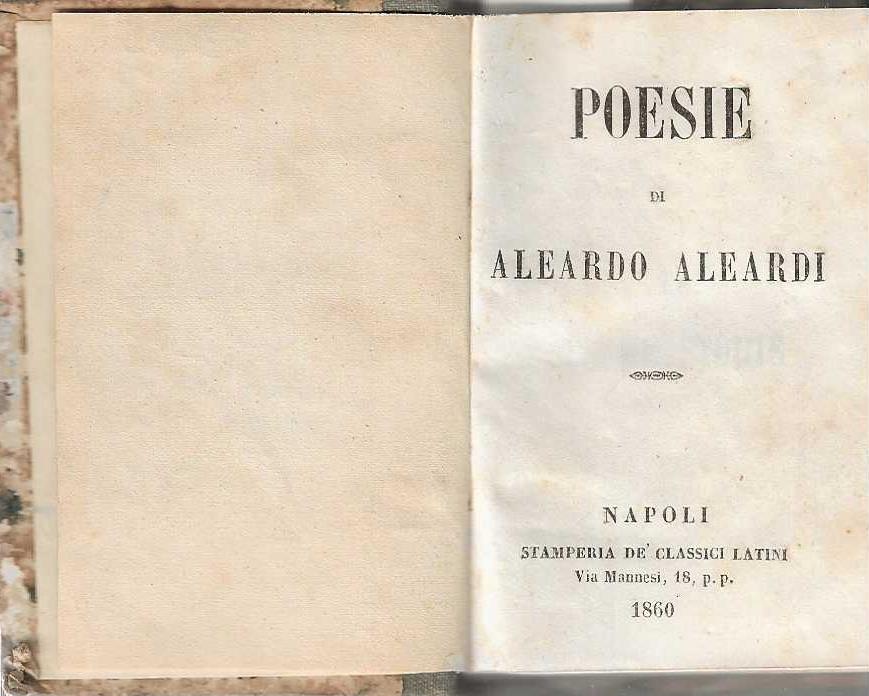 POESIE
DI
ALEARDO ALEARDI
NAPOLI
STAMPERIA DE' CLASSICI LATINI
Via Mannesi, 18, p. p.
1860